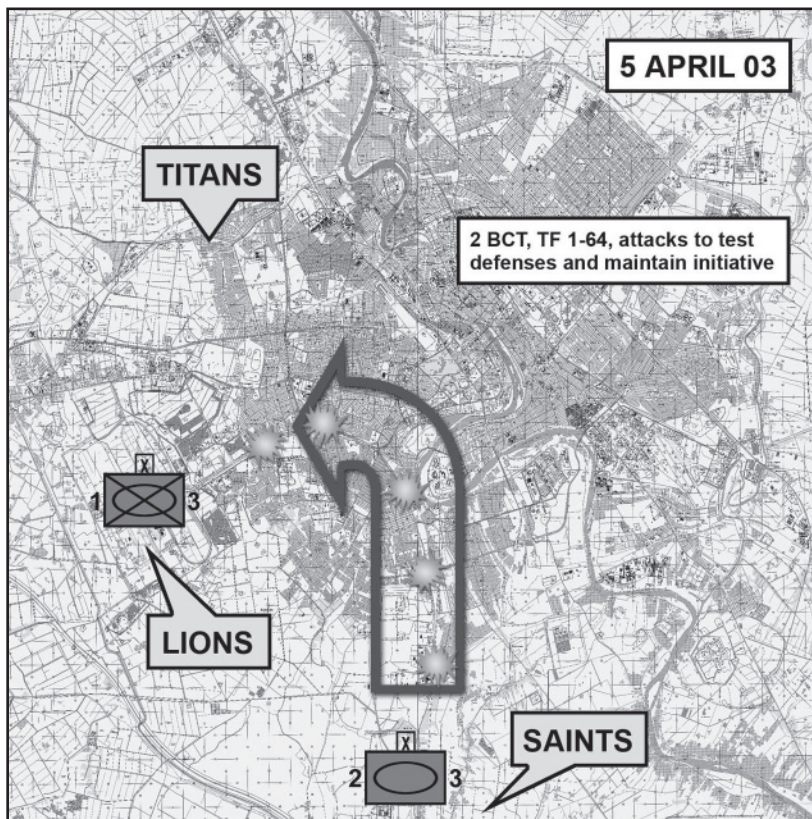 5 APRIL 03
TITANS
2 BCT, TF 1-64, attacks to test
defenses and maintain initiative
X
1 3
LIONS
SAINTS
X
2 3